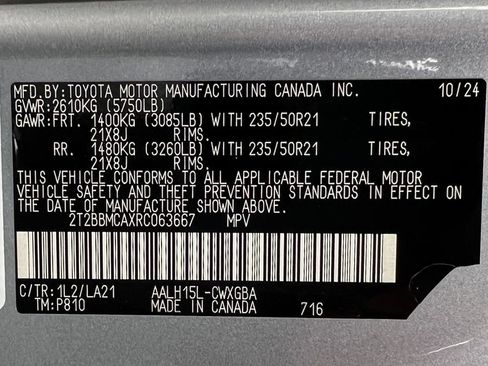 MFD.BY:TOYOTA MOTOR MANUFACTURING CANADA INC. 10/24
GVWR:2610KG (5750LB)
GAWR:FRT. 1400KG (3085LB) WITH 235/50R21 TIRES,
21X8J RIMS.
RR. 1480KG (3260LB) WITH 235/50R21 TIRES,
21X8J RIMS.
THIS VEHICLE CONFORMS TO ALL APPLICABLE FEDERAL MOTOR
VEHICLE SAFETY AND THEFT PREVENTION STANDARDS IN EFFECT
ON THE DATE OF MANUFACTURE SHOWN ABOVE.
2T2BBMCAXRC063667 MPV
C/TR:1L2/LA21 AALH15L-CWXGBA
TM:P810 MADE IN CANADA 716